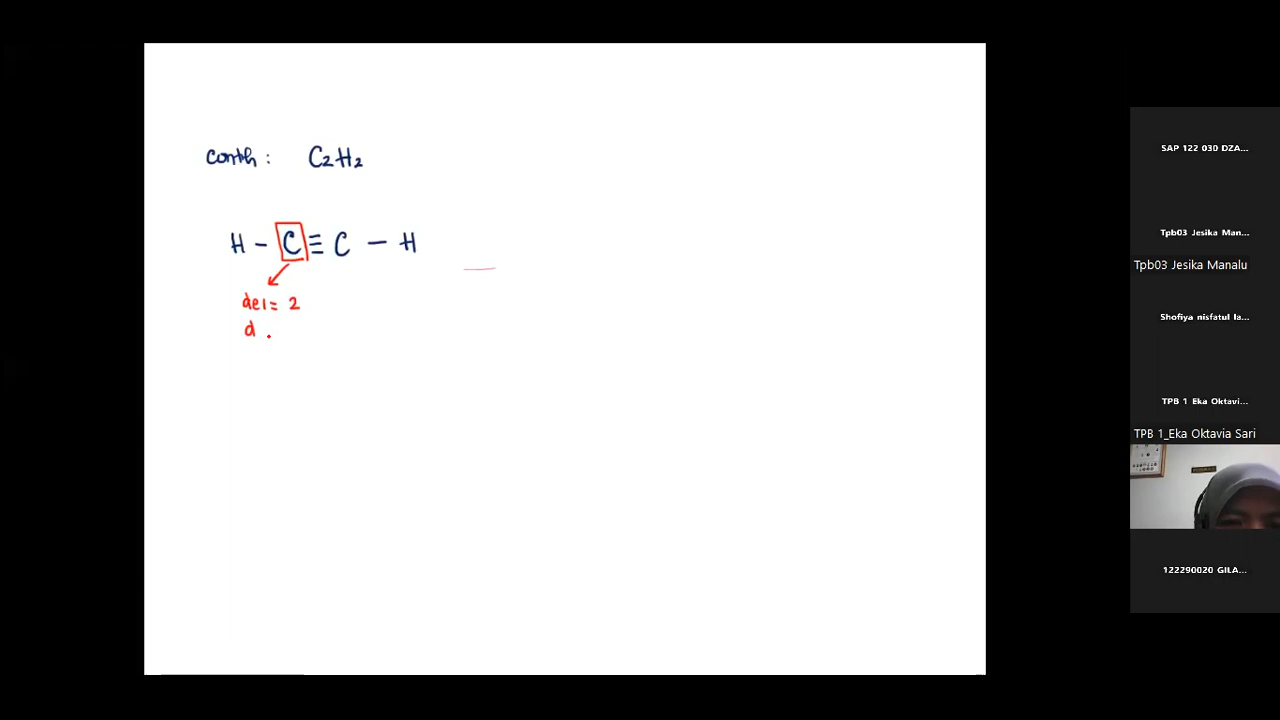 Contoh : C2H2
H - C ≡ C - H
del = 2
d .
SAP 122 030 DZA...
Tpb03 Jesika Man...
Tpb03 Jesika Manalu
Shofiya nisfatul la...
TPB 1 Eka Oktavi...
TPB 1_Eka Oktavia Sari
122290020 GILA...